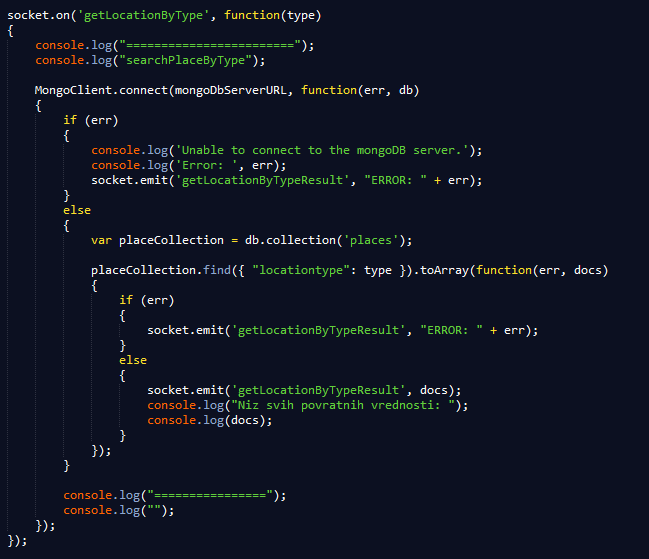 socket.on('getLocationByType', function(type)
{
    console.log("========================");
    console.log("searchPlaceByType");

    MongoClient.connect(mongoDbServerURL, function(err, db)
    {
        if (err)
        {
            console.log('Unable to connect to the mongoDB server.');
            console.log('Error: ', err);
            socket.emit('getLocationByTypeResult', "ERROR: " + err);
        }
        else
        {
            var placeCollection = db.collection('places');

            placeCollection.find({ "locationtype": type }).toArray(function(err, docs)
            {
                if (err)
                {
                    socket.emit('getLocationByTypeResult', "ERROR: " + err);
                }
                else
                {
                    socket.emit('getLocationByTypeResult', docs);
                    console.log("Niz svih povratnih vrednosti: ");
                    console.log(docs);
                }
            });
        }

        console.log("================");
        console.log("");
    });
});